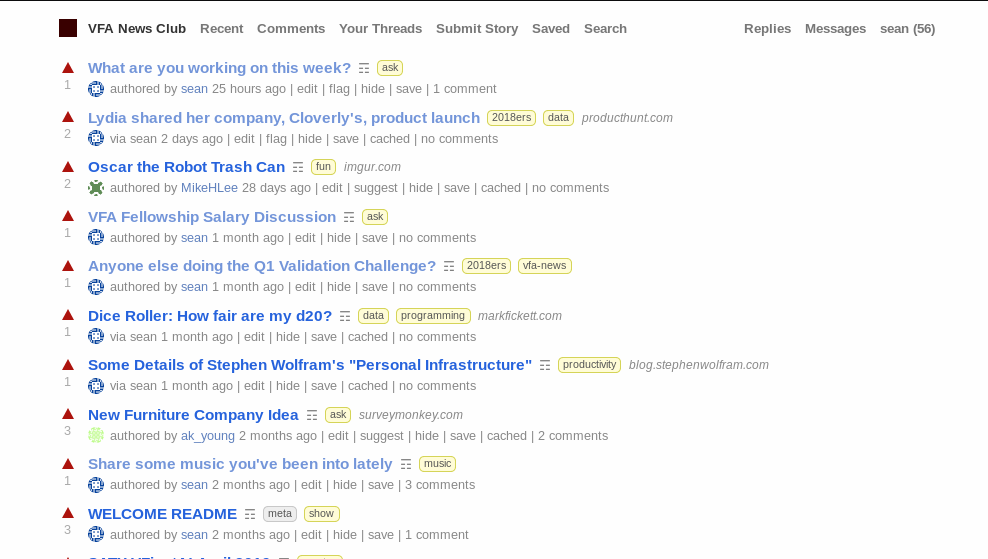 VFA News Club Recent Comments Your Threads Submit Story Saved Search Replies Messages sean (56)
What are you working on this week? ☶ ask
1 authored by sean 25 hours ago | edit | flag | hide | save | 1 comment
Lydia shared her company, Cloverly's, product launch 2018ers data producthunt.com
2 via sean 2 days ago | edit | flag | hide | save | cached | no comments
Oscar the Robot Trash Can ☶ fun imgur.com
2 authored by MikeHLee 28 days ago | edit | suggest | hide | save | cached | no comments
VFA Fellowship Salary Discussion ☶ ask
1 authored by sean 1 month ago | edit | hide | save | no comments
Anyone else doing the Q1 Validation Challenge? ☶ 2018ers vfa-news
1 authored by sean 1 month ago | edit | hide | save | no comments
Dice Roller: How fair are my d20? ☶ data programming markfickett.com
1 via sean 1 month ago | edit | hide | save | cached | no comments
Some Details of Stephen Wolfram's "Personal Infrastructure" ☶ productivity blog.stephenwolfram.com
1 via sean 1 month ago | edit | hide | save | cached | no comments
New Furniture Company Idea ☶ ask surveymonkey.com
3 authored by ak_young 2 months ago | edit | suggest | hide | save | cached | 2 comments
Share some music you've been into lately ☶ music
1 authored by sean 2 months ago | edit | hide | save | 3 comments
WELCOME README ☶ meta show
3 authored by sean 2 months ago | edit | hide | save | 1 comment